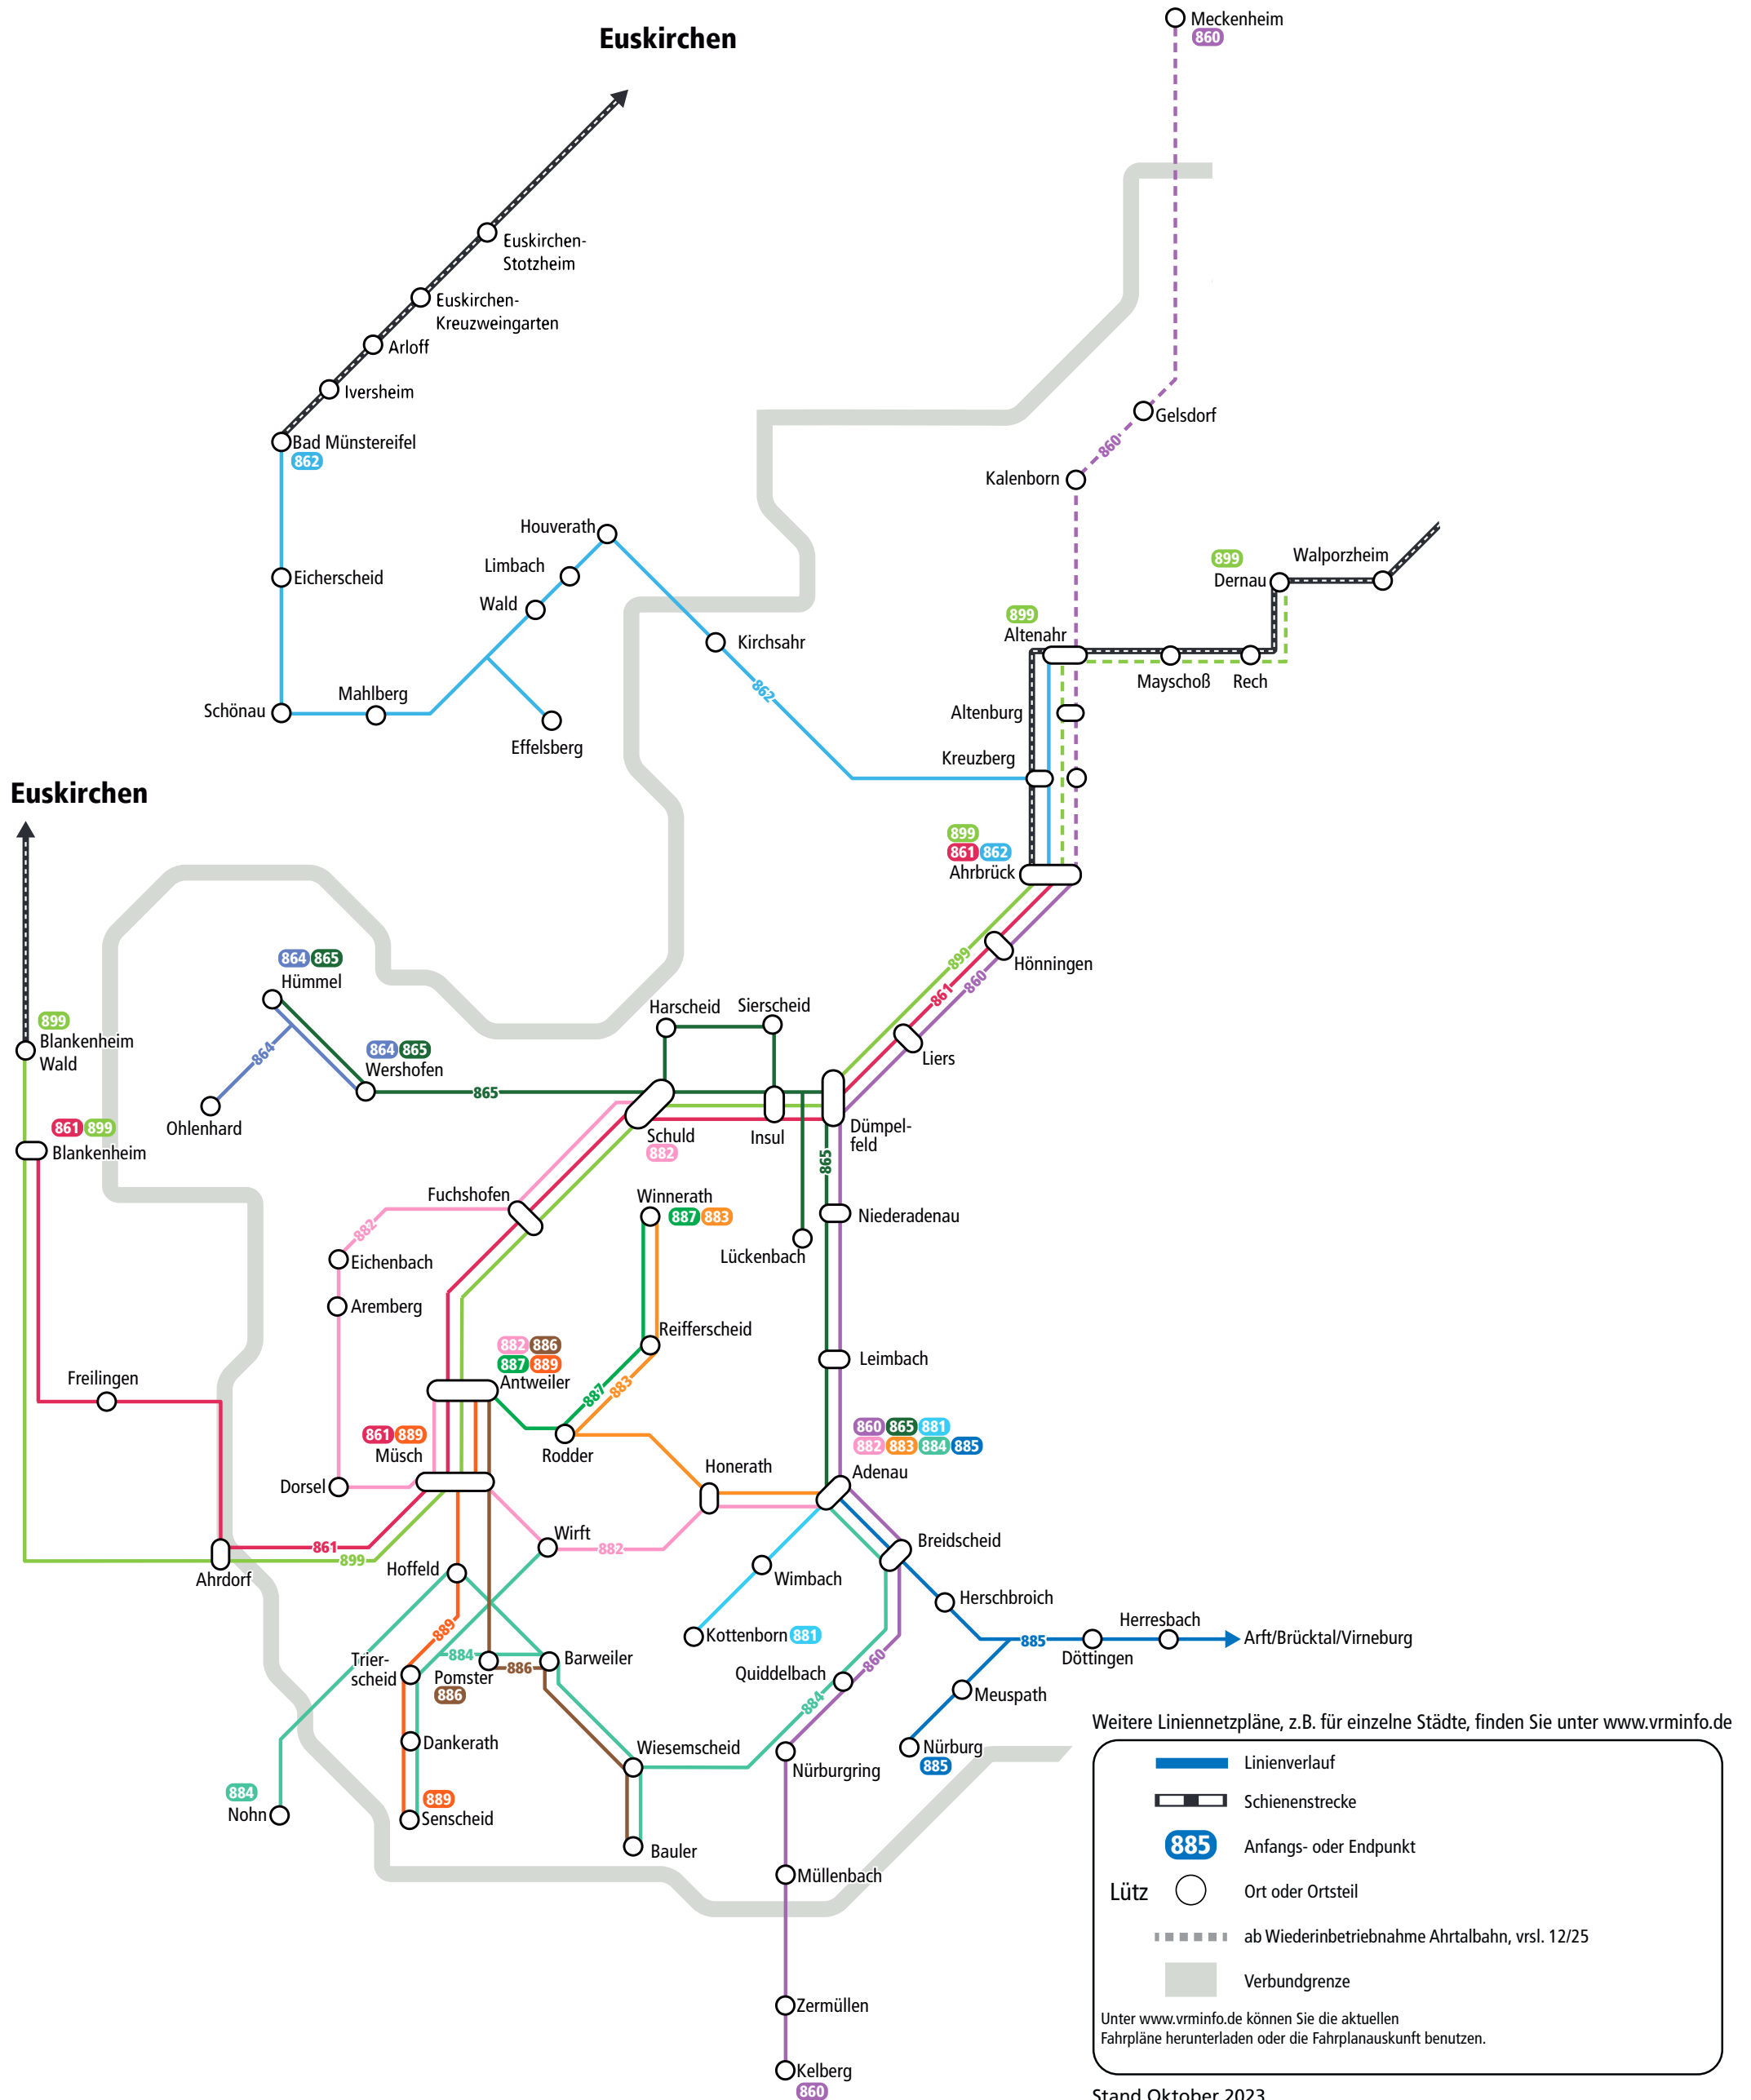 Meckenheim
860
Euskirchen
Euskirchen-
Stotzheim
Euskirchen-
Kreuzweingarten
Arloff
Iversheim
Bad Münstereifel
862
Gelsdorf
860
Kalenborn
Houverath
Limbach
Wald
Eicherscheid
Kirchsahr
862
Schönau
Mahlberg
Effelsberg
899
Walporzheim
Dernau
899
Altenahr
Mayschoß
Rech
Altenburg
Kreuzberg
899
861 862
Ahrbrück
Euskirchen
899
Hönningen
861
860
Liers
864 865
Hümmel
899
Blankenheim
Wald
864
864 865
Wershofen
865
Ohlenhard
861 899
Blankenheim
Harscheid
Sierscheid
Schuld
882
Insul
Dümpel-
feld
865
Fuchshofen
882
Winnerath
887 883
Niederadenau
Lückenbach
Eichenbach
Aremberg
Reifferscheid
882 886
887 889
Antweiler
887
883
Leimbach
Freilingen
861 889
Müsch
Rodder
Honerath
860 865 881
882 883 884 885
Adenau
Dorsel
861
899
Ahrdorf
Wirft
882
Hoffeld
Wimbach
Breidscheid
Herschbroich
889
Kottenborn 881
Herresbach
885
Arft/Brücktal/Virneburg
Döttingen
Trier-
scheid
884
Pomster
886
886
Barweiler
Quiddelbach
860
884
Meuspath
Dankerath
Wiesemscheid
Nürburgring
Nürburg
885
884
Nohn
889
Senscheid
Bauler
Müllenbach
Zermüllen
Kelberg
860
Weitere Liniennetzpläne, z.B. für einzelne Städte, finden Sie unter www.vrminfo.de
Linienverlauf
Schienenstrecke
885 Anfangs- oder Endpunkt
Lütz Ort oder Ortsteil
ab Wiederinbetriebnahme Ahrtalbahn, vrsl. 12/25
Verbundgrenze
Unter www.vrminfo.de können Sie die aktuellen
Fahrpläne herunterladen oder die Fahrplanauskunft benutzen.
Stand Oktober 2023